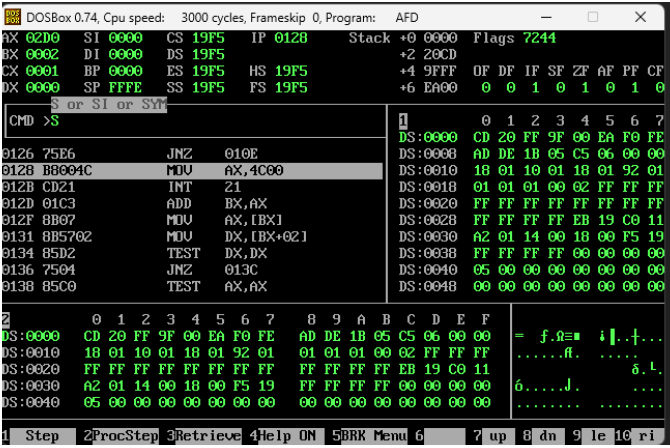 DOSBox 0.74, Cpu speed: 3000 cycles, Frameskip 0, Program: AFD
AX 02D0 SI 0000 CS 19F5 IP 0128 Stack +0 0000 Flags 7244
BX 0002 DI 0000 DS 19F5 +2 20CD
CX 0001 BP 0000 ES 19F5 HS 19F5 +4 9FFF OF DF IF SF ZF AF PF CF
DX 0000 SP FFFE SS 19F5 FS 19F5 +6 EA00 0 0 1 0 1 0 1 0
S or SI or SYM
CMD >S
1 0 1 2 3 4 5 6 7
DS:0000 CD 20 FF 9F 00 EA F0 FE
DS:0008 AD DE 1B 05 C5 06 00 00
DS:0010 18 01 10 01 18 01 92 01
DS:0018 01 01 01 00 02 FF FF FF
DS:0020 FF FF FF FF FF FF FF FF
DS:0028 FF FF FF FF EB 19 C0 11
DS:0030 A2 01 14 00 18 00 F5 19
DS:0038 FF FF FF FF 00 00 00 00
DS:0040 05 00 00 00 00 00 00 00
DS:0048 00 00 00 00 00 00 00 00
0126 75E6 JNZ 010E
0128 B8004C MOV AX,4C00
012B CD21 INT 21
012D 01C3 ADD BX,AX
012F 8B07 MOV AX,[BX]
0131 8B5702 MOV DX,[BX+02]
0134 85D2 TEST DX,DX
0136 7504 JNZ 013C
0138 85C0 TEST AX,AX
2 0 1 2 3 4 5 6 7 8 9 A B C D E F
DS:0000 CD 20 FF 9F 00 EA F0 FE AD DE 1B 05 C5 06 00 00
DS:0010 18 01 10 01 18 01 92 01 01 01 01 00 02 FF FF FF
DS:0020 FF FF FF FF FF FF FF FF FF FF FF FF EB 19 C0 11
DS:0030 A2 01 14 00 18 00 F5 19 FF FF FF FF 00 00 00 00
DS:0040 05 00 00 00 00 00 00 00 00 00 00 00 00 00 00 00
1 Step 2ProcStep 3Retrieve 4Help ON 5BRK Menu 6 7 up 8 dn 9 le 10 ri